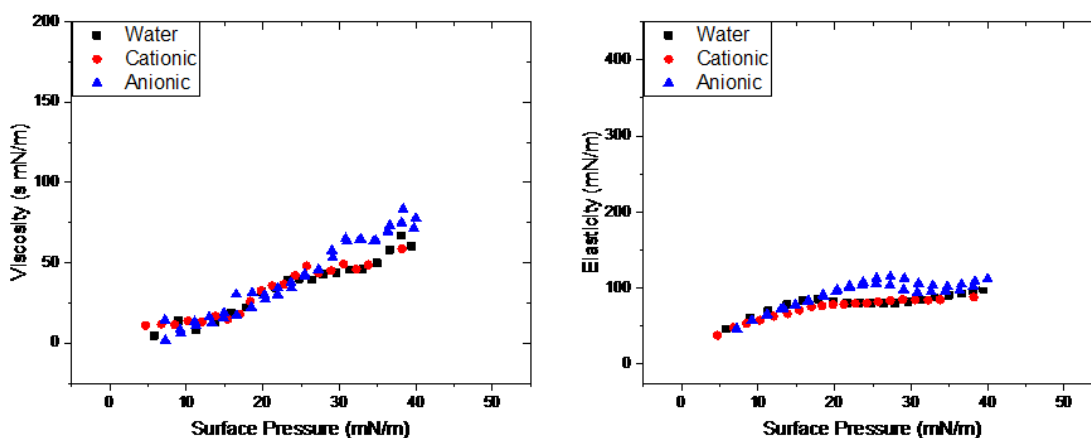 200
150
100
50
0
Viscosity (s mN/m)
Water
Cationic
Anionic
0 10 20 30 40 50
Surface Pressure (mN/m)
400
300
200
100
0
Elasticity (mN/m)
Water
Cationic
Anionic
0 10 20 30 40 50
Surface Pressure (mN/m)